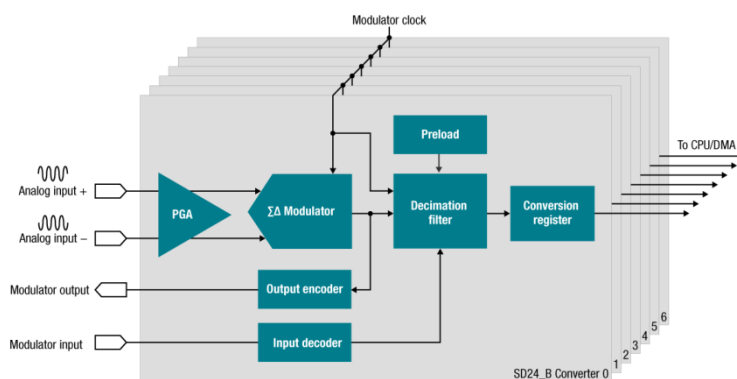 Modulator clock
To CPU/DMA
Preload
Analog input +
PGA
ΣΔ Modulator
Decimation
filter
Conversion
register
Analog input –
Modulator output
Output encoder
Modulator input
Input decoder
6
5
4
3
2
1
SD24_B Converter 0